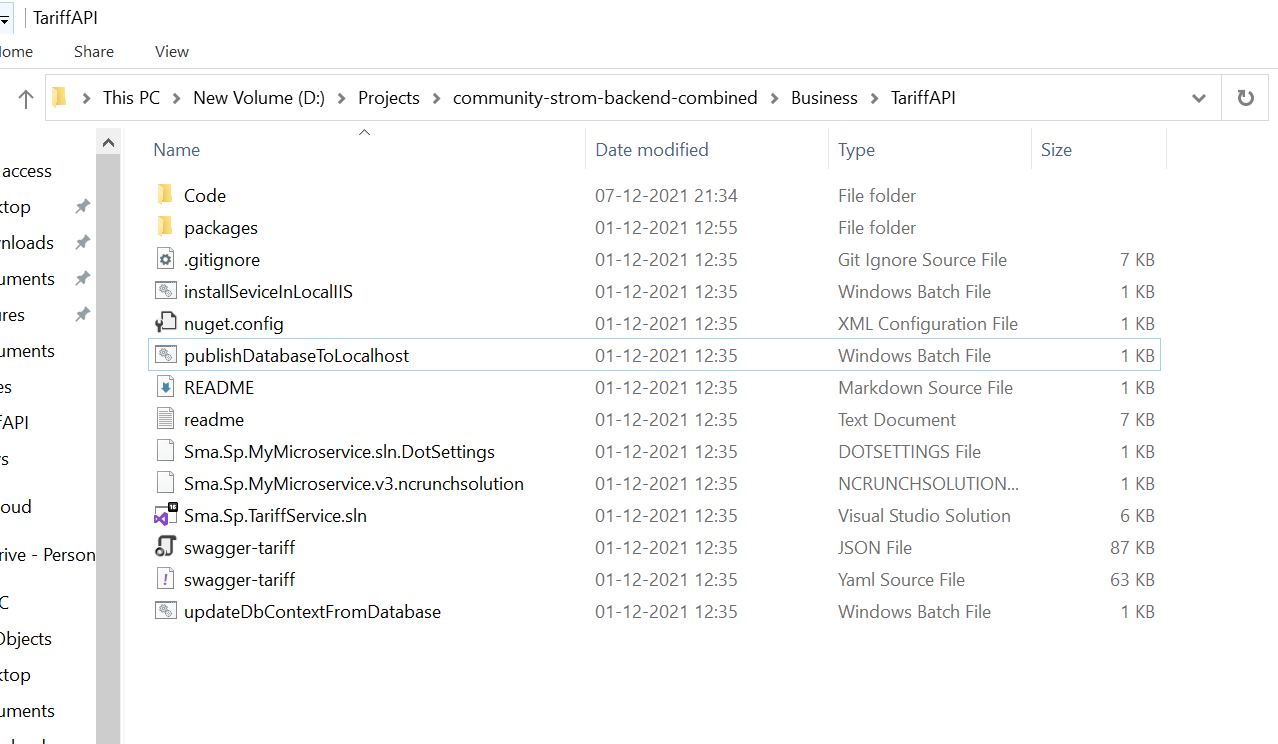 TariffAPI
Home Share View
This PC New Volume (D:) Projects community-strom-backend-combined Business TariffAPI
Name Date modified Type Size
access
Code 07-12-2021 21:34 File folder
packages 01-12-2021 12:55 File folder
.gitignore 01-12-2021 12:35 Git Ignore Source File 7 KB
installSeviceInLocalIIS 01-12-2021 12:35 Windows Batch File 1 KB
nuget.config 01-12-2021 12:35 XML Configuration File 1 KB
publishDatabaseToLocalhost 01-12-2021 12:35 Windows Batch File 1 KB
README 01-12-2021 12:35 Markdown Source File 1 KB
readme 01-12-2021 12:35 Text Document 7 KB
Sma.Sp.MyMicroservice.sln.DotSettings 01-12-2021 12:35 DOTSETTINGS File 1 KB
Sma.Sp.MyMicroservice.v3.ncrunchsolution 01-12-2021 12:35 NCRUNCHSOLUTION... 1 KB
Sma.Sp.TariffService.sln 01-12-2021 12:35 Visual Studio Solution 6 KB
swagger-tariff 01-12-2021 12:35 JSON File 87 KB
swagger-tariff 01-12-2021 12:35 Yaml Source File 63 KB
updateDbContextFromDatabase 01-12-2021 12:35 Windows Batch File 1 KB
ktop
wnloads
uments
ures
uments
es
fAPI
vs
oud
rive - Person
C
Objects
ktop
uments